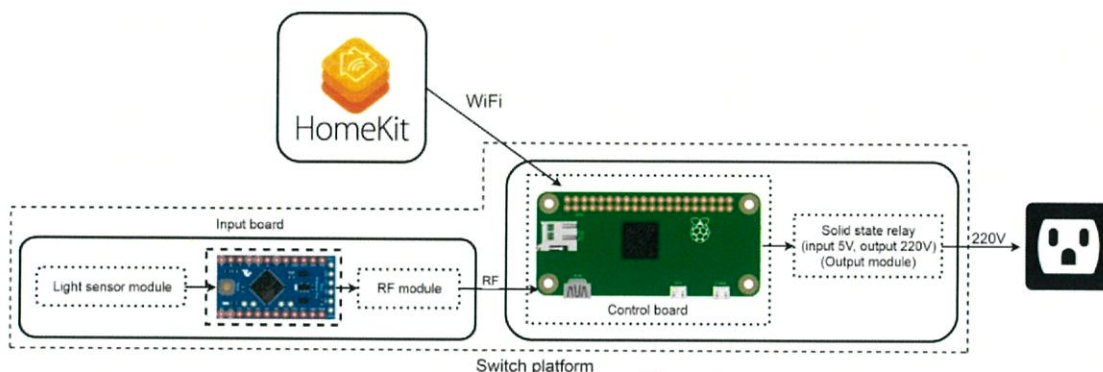 HomeKit
WiFi
Input board
Light sensor module
RF module
RF
Control board
Solid state relay
(input 5V, output 220V)
(Output module)
220V
Switch platform